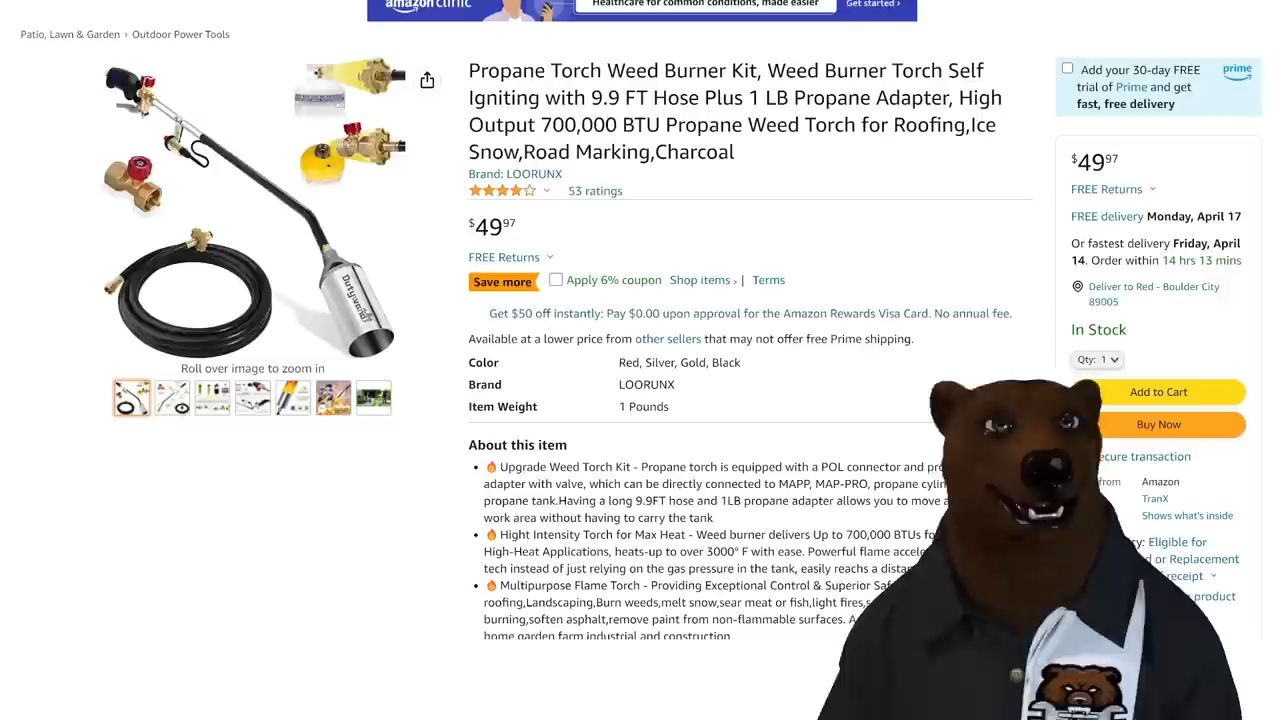 amazon clinic
Healthcare for common conditions, made easier
Get started ›
Patio, Lawn & Garden › Outdoor Power Tools
Propane Torch Weed Burner Kit, Weed Burner Torch Self
Igniting with 9.9 FT Hose Plus 1 LB Propane Adapter, High
Output 700,000 BTU Propane Weed Torch for Roofing,Ice
Snow,Road Marking,Charcoal
Brand: LOORUNX
53 ratings
$49 97
FREE Returns
Save more Apply 6% coupon Shop items › | Terms
Get $50 off instantly: Pay $0.00 upon approval for the Amazon Rewards Visa Card. No annual fee.
Available at a lower price from other sellers that may not offer free Prime shipping.
Color Red, Silver, Gold, Black
Brand LOORUNX
Item Weight 1 Pounds
About this item
• 🔥 Upgrade Weed Torch Kit - Propane torch is equipped with a POL connector and
adapter with valve, which can be directly connected to MAPP, MAP-PRO, propane
propane tank.Having a long 9.9FT hose and 1LB propane adapter allows you to move
work area without having to carry the tank
• 🔥 Hight Intensity Torch for Max Heat - Weed burner delivers Up to 700,000 BTUs
High-Heat Applications, heats-up to over 3000° F with ease. Powerful flame
tech instead of just relying on the gas pressure in the tank, easily reaches a
• 🔥 Multipurpose Flame Torch - Providing Exceptional Control & Superior
roofing,Landscaping,Burn weeds,melt snow,sear meat or fish,light fires,
burning,soften asphalt,remove paint from non-flammable surfaces.
home garden farm industrial and construction
Dutywandz
Roll over image to zoom in
Add your 30-day FREE
trial of Prime and get
fast, free delivery
prime
$49 97
FREE Returns
FREE delivery Monday, April 17
Or fastest delivery Friday, April
14. Order within 14 hrs 13 mins
Deliver to Red - Boulder City
89005
In Stock
Qty: 1
Add to Cart
Buy Now
transaction
from Amazon
TranX
Shows what's inside
Eligible for
or Replacement
receipt
product